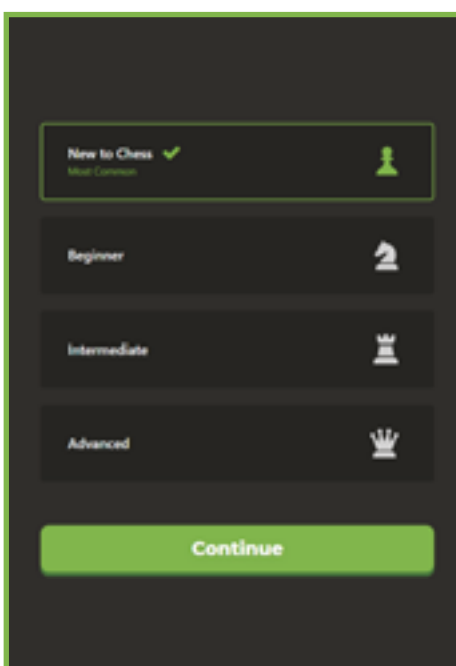 New to Chess
Most Common
Beginner
Intermediate
Advanced
Continue